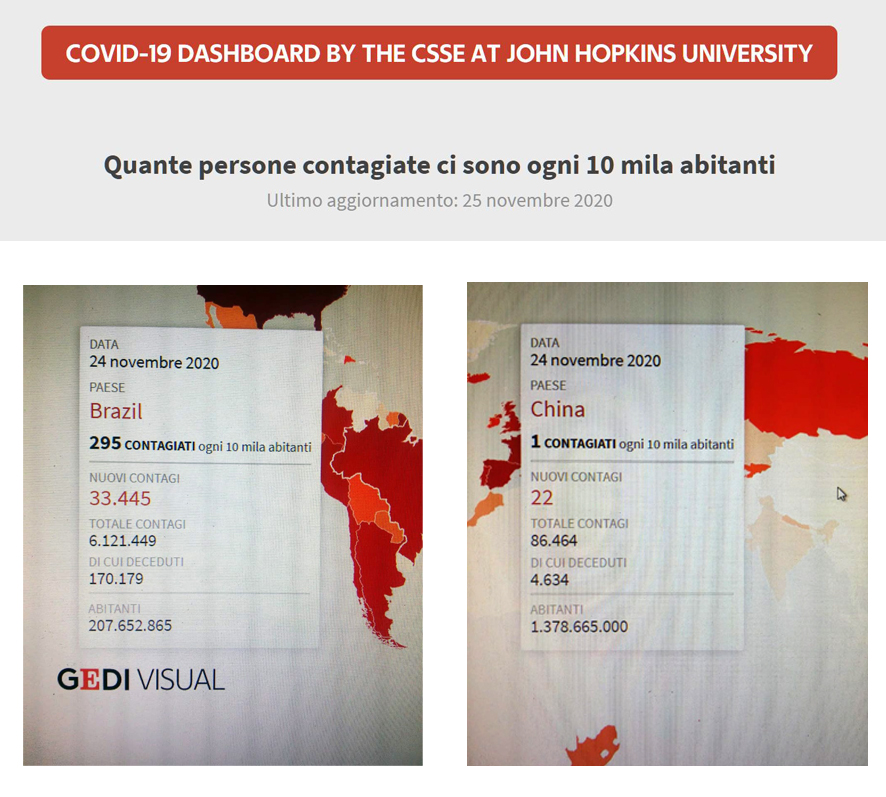 COVID-19 DASHBOARD BY THE CSSE AT JOHN HOPKINS UNIVERSITY
Quante persone contagiate ci sono ogni 10 mila abitanti
Ultimo aggiornamento: 25 novembre 2020
DATA
24 novembre 2020
PAESE
Brazil
295 CONTAGIATI ogni 10 mila abitanti
NUOVI CONTAGI
33.445
TOTALE CONTAGI
6.121.449
DI CUI DECEDUTI
170.179
ABITANTI
207.652.865
GEDI VISUAL
DATA
24 novembre 2020
PAESE
China
1 CONTAGIATI ogni 10 mila abitanti
NUOVI CONTAGI
22
TOTALE CONTAGI
86.464
DI CUI DECEDUTI
4.634
ABITANTI
1.378.665.000